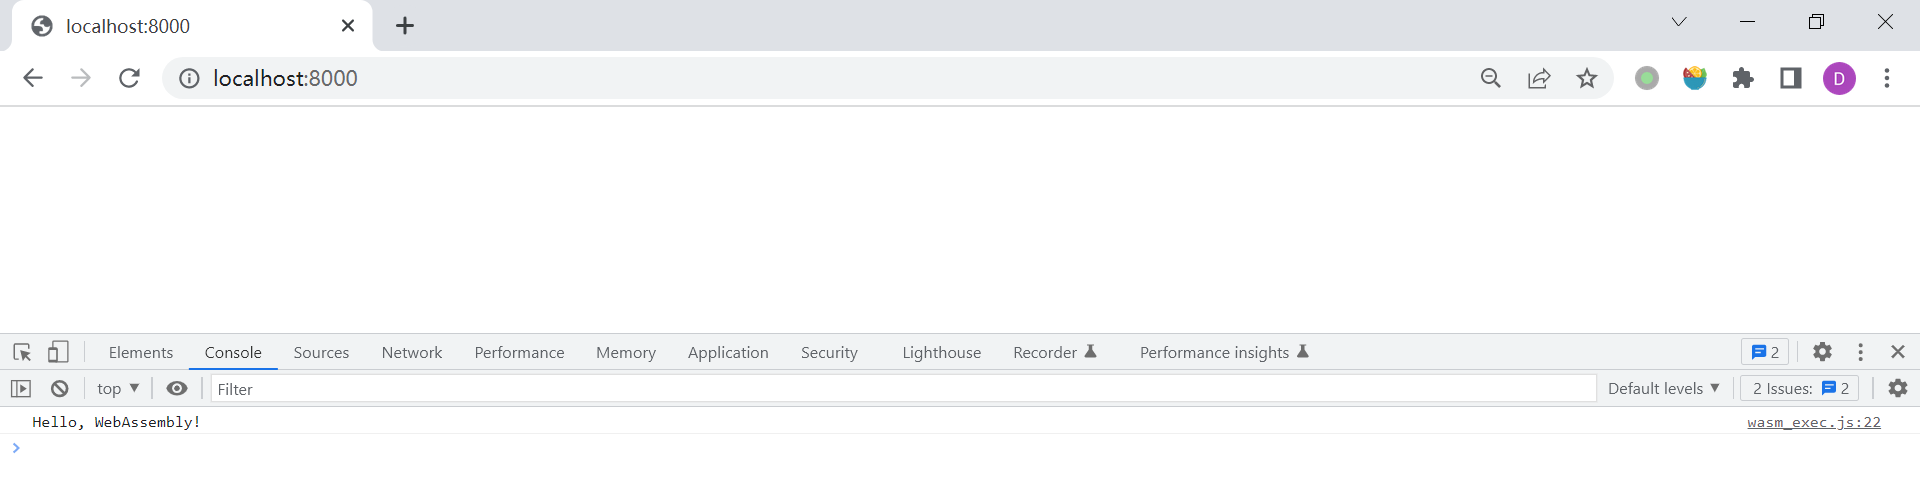 localhost:8000
localhost:8000
D
Elements Console Sources Network Performance Memory Application Security Lighthouse Recorder Performance insights 2
top Filter Default levels 2 Issues: 2
Hello, WebAssembly! wasm_exec.js:22